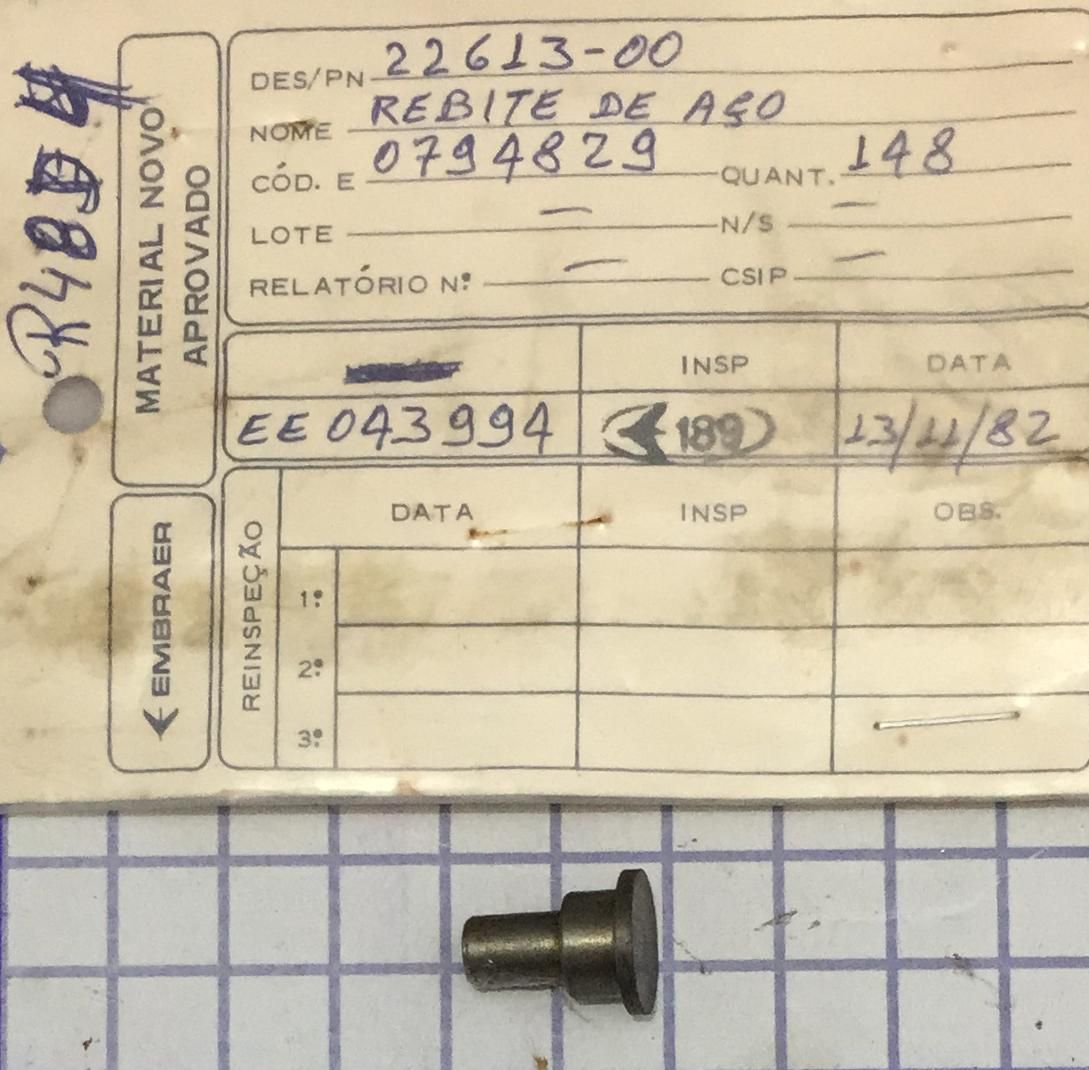 DES/PN 22613-00
NOME REBITE DE AÇO
CÓD. E 0794829 QUANT. 148
LOTE — N/S —
RELATÓRIO Nº — CSIP —
MATERIAL NOVO
APROVADO
INSP DATA
EE 043994 189 13/11/82
EMBRAER
REINSPEÇÃO
DATA INSP OBS.
1º
2º
3º